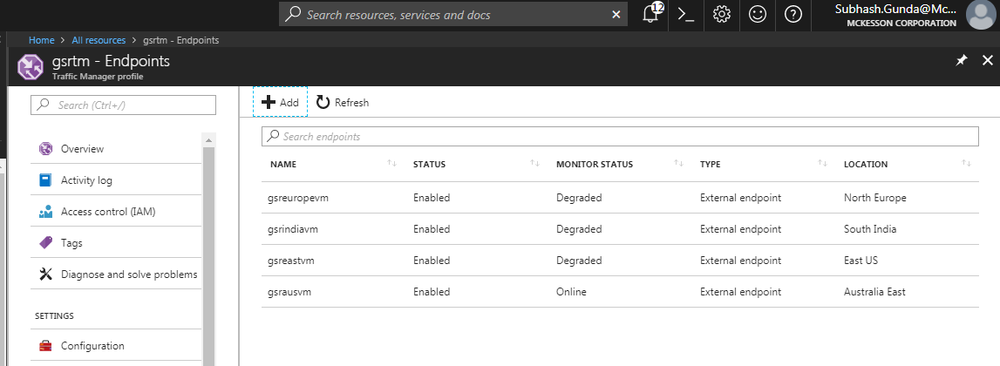 Search resources, services and docs
12
Subhash.Gunda@Mc...
MCKESSON CORPORATION
Home > All resources > gsrtm - Endpoints
gsrtm - Endpoints
Traffic Manager profile
Search (Ctrl+/)
Overview
Activity log
Access control (IAM)
Tags
Diagnose and solve problems
SETTINGS
Configuration
Add Refresh
Search endpoints
NAME STATUS MONITOR STATUS TYPE LOCATION
gsreuropevm Enabled Degraded External endpoint North Europe
gsrindiavm Enabled Degraded External endpoint South India
gsreastvm Enabled Degraded External endpoint East US
gsrausvm Enabled Online External endpoint Australia East